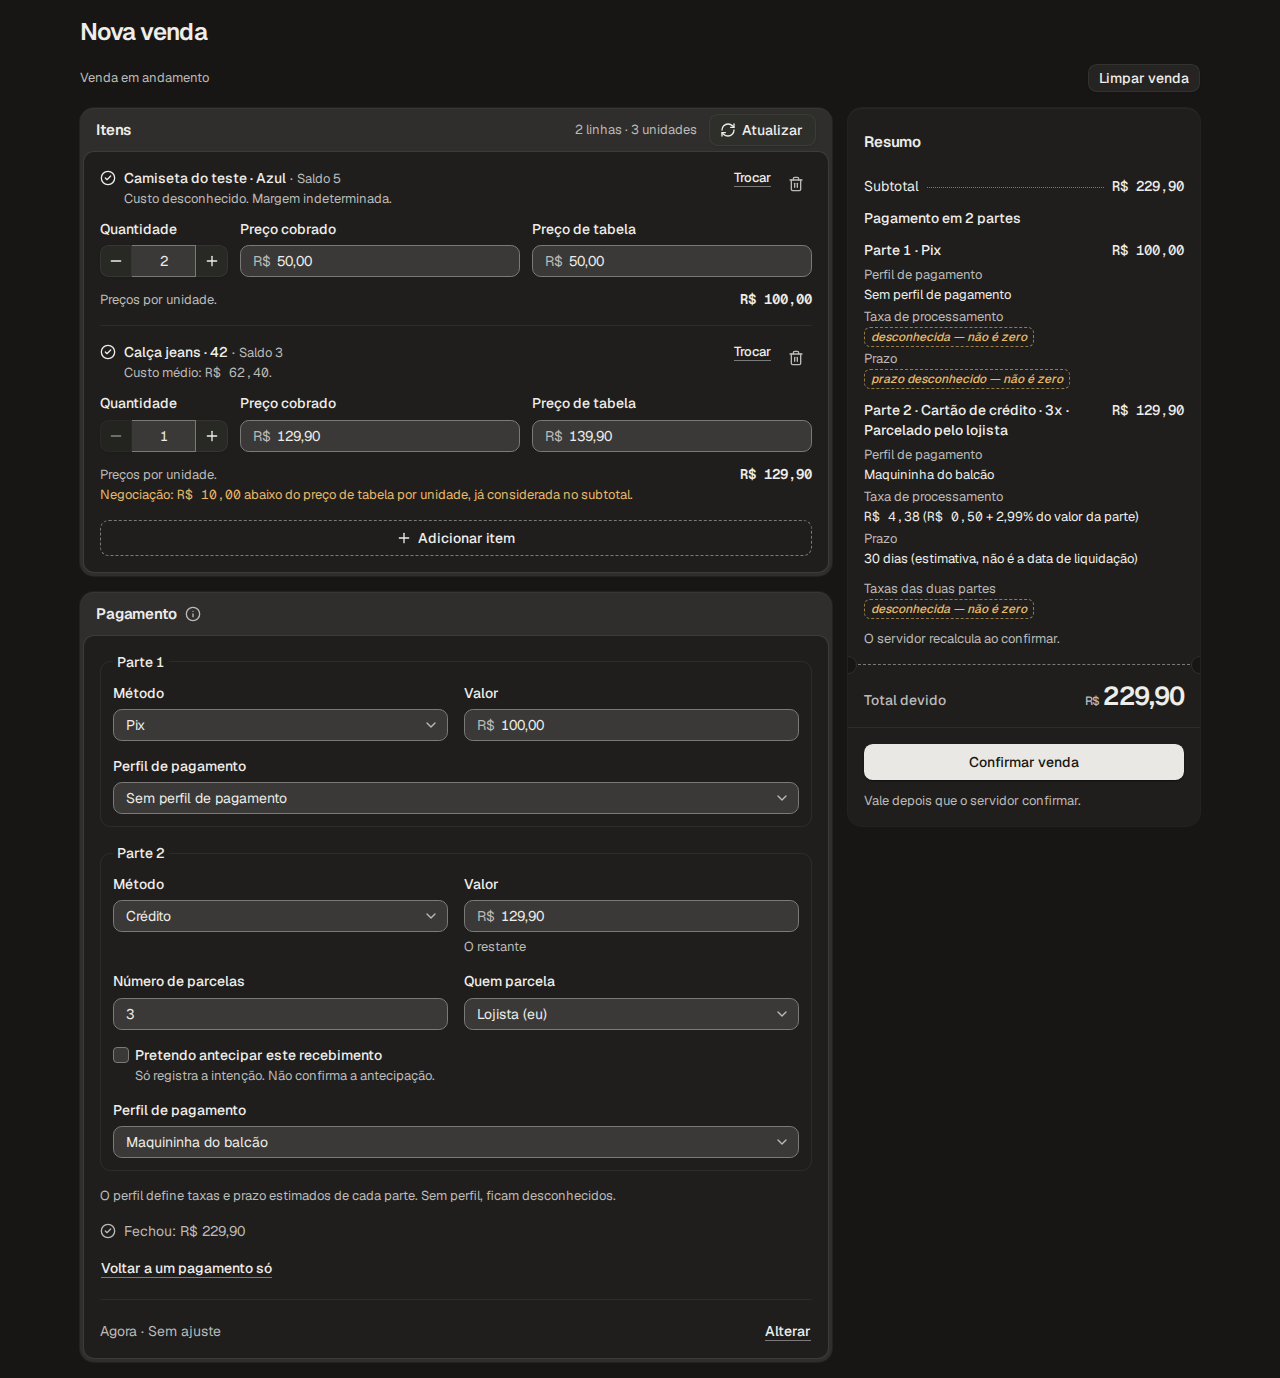 Nova venda
Venda em andamento
Limpar venda
Itens
2 linhas · 3 unidades
Atualizar
Camiseta do teste · Azul · Saldo 5
Trocar
Custo desconhecido. Margem indeterminada.
Quantidade
Preço cobrado
Preço de tabela
2
R$ 50,00
R$ 50,00
Preços por unidade.
R$ 100,00
Calça jeans · 42 · Saldo 3
Trocar
Custo médio: R$ 62,40.
Quantidade
Preço cobrado
Preço de tabela
1
R$ 129,90
R$ 139,90
Preços por unidade.
R$ 129,90
Negociação: R$ 10,00 abaixo do preço de tabela por unidade, já considerada no subtotal.
Adicionar item
Pagamento
Parte 1
Método
Valor
Pix
R$ 100,00
Perfil de pagamento
Sem perfil de pagamento
Parte 2
Método
Valor
Crédito
R$ 129,90
O restante
Número de parcelas
Quem parcela
3
Lojista (eu)
Pretendo antecipar este recebimento
Só registra a intenção. Não confirma a antecipação.
Perfil de pagamento
Maquininha do balcão
O perfil define taxas e prazo estimados de cada parte. Sem perfil, ficam desconhecidos.
Fechou: R$ 229,90
Voltar a um pagamento só
Agora · Sem ajuste
Alterar
Resumo
Subtotal
R$ 229,90
Pagamento em 2 partes
Parte 1 · Pix
R$ 100,00
Perfil de pagamento
Sem perfil de pagamento
Taxa de processamento
desconhecida — não é zero
Prazo
prazo desconhecido — não é zero
Parte 2 · Cartão de crédito · 3x ·
R$ 129,90
Parcelado pelo lojista
Perfil de pagamento
Maquininha do balcão
Taxa de processamento
R$ 4,38 (R$ 0,50 + 2,99% do valor da parte)
Prazo
30 dias (estimativa, não é a data de liquidação)
Taxas das duas partes
desconhecida — não é zero
O servidor recalcula ao confirmar.
Total devido
R$ 229,90
Confirmar venda
Vale depois que o servidor confirmar.